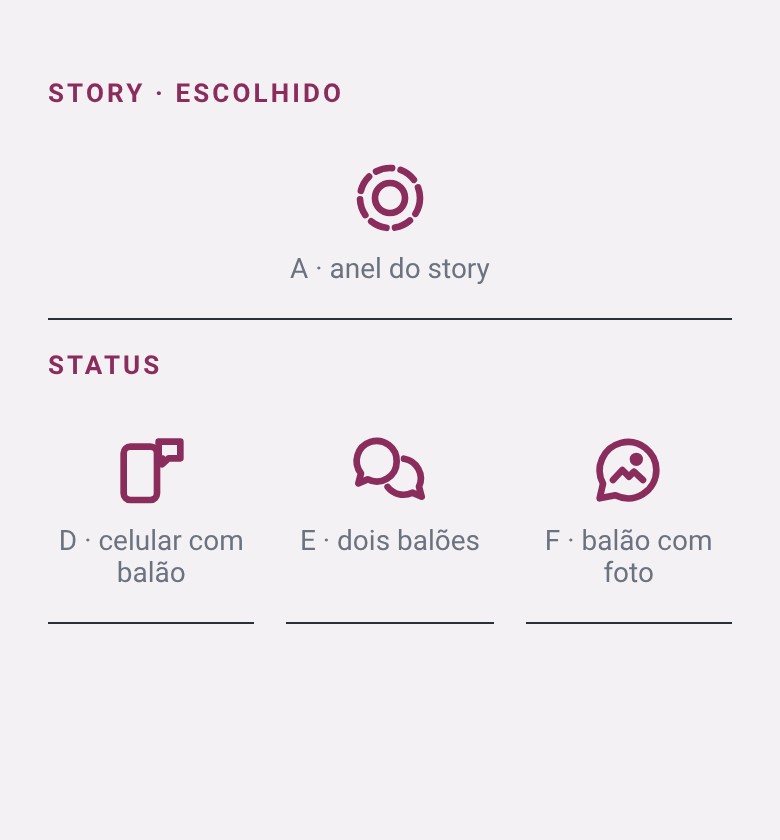 STORY · ESCOLHIDO
A · anel do story
STATUS
D · celular com
balão
E · dois balões
F · balão com
foto